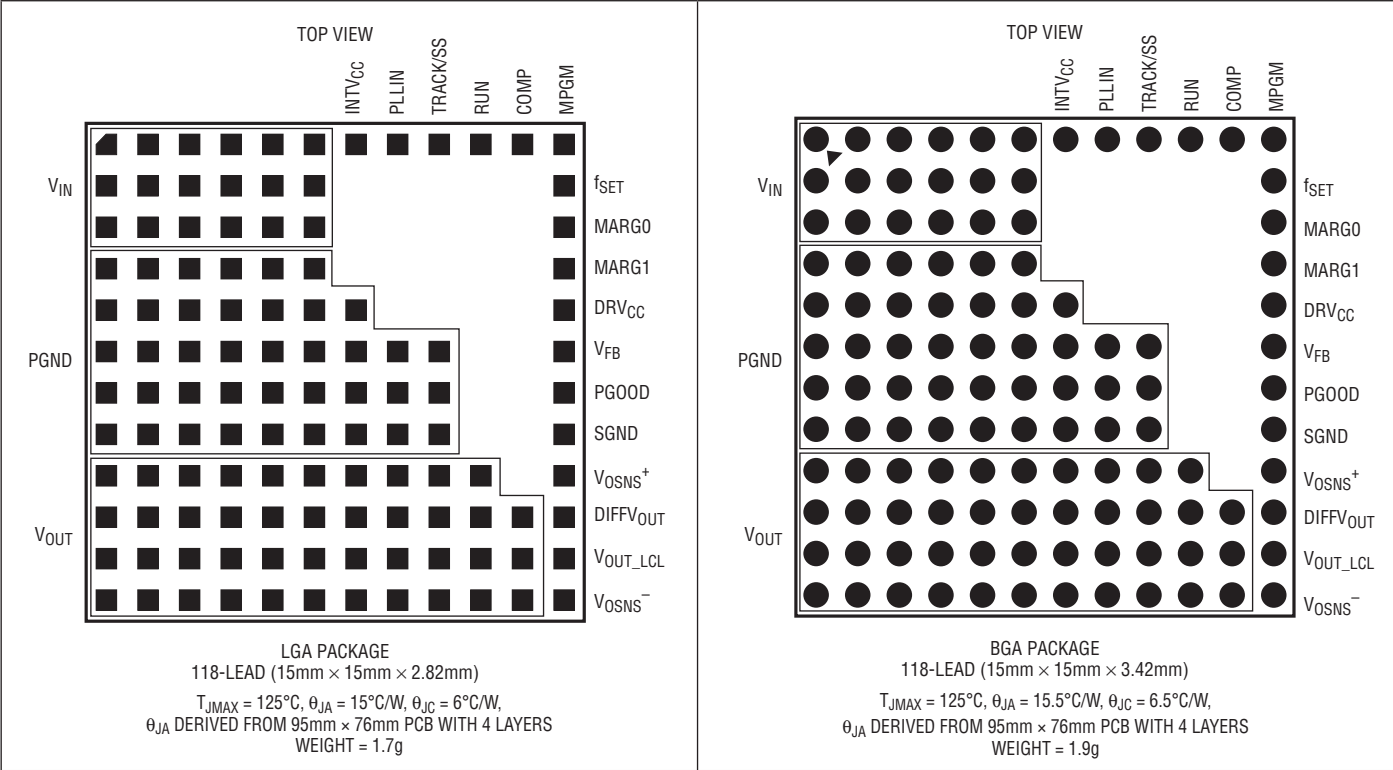 TOP VIEW
INTVCC
PLLIN
TRACK/SS
RUN
COMP
MPGM
VIN
fSET
MARG0
MARG1
DRVCC
PGND
VFB
PGOOD
SGND
VOSNS+
VOUT
DIFFVOUT
VOUT_LCL
VOSNS–
LGA PACKAGE
118-LEAD (15mm × 15mm × 2.82mm)
TJMAX = 125°C, θJA = 15°C/W, θJC = 6°C/W,
θJA DERIVED FROM 95mm × 76mm PCB WITH 4 LAYERS
WEIGHT = 1.7g
TOP VIEW
INTVCC
PLLIN
TRACK/SS
RUN
COMP
MPGM
VIN
fSET
MARG0
MARG1
DRVCC
PGND
VFB
PGOOD
SGND
VOSNS+
VOUT
DIFFVOUT
VOUT_LCL
VOSNS–
BGA PACKAGE
118-LEAD (15mm × 15mm × 3.42mm)
TJMAX = 125°C, θJA = 15.5°C/W, θJC = 6.5°C/W,
θJA DERIVED FROM 95mm × 76mm PCB WITH 4 LAYERS
WEIGHT = 1.9g